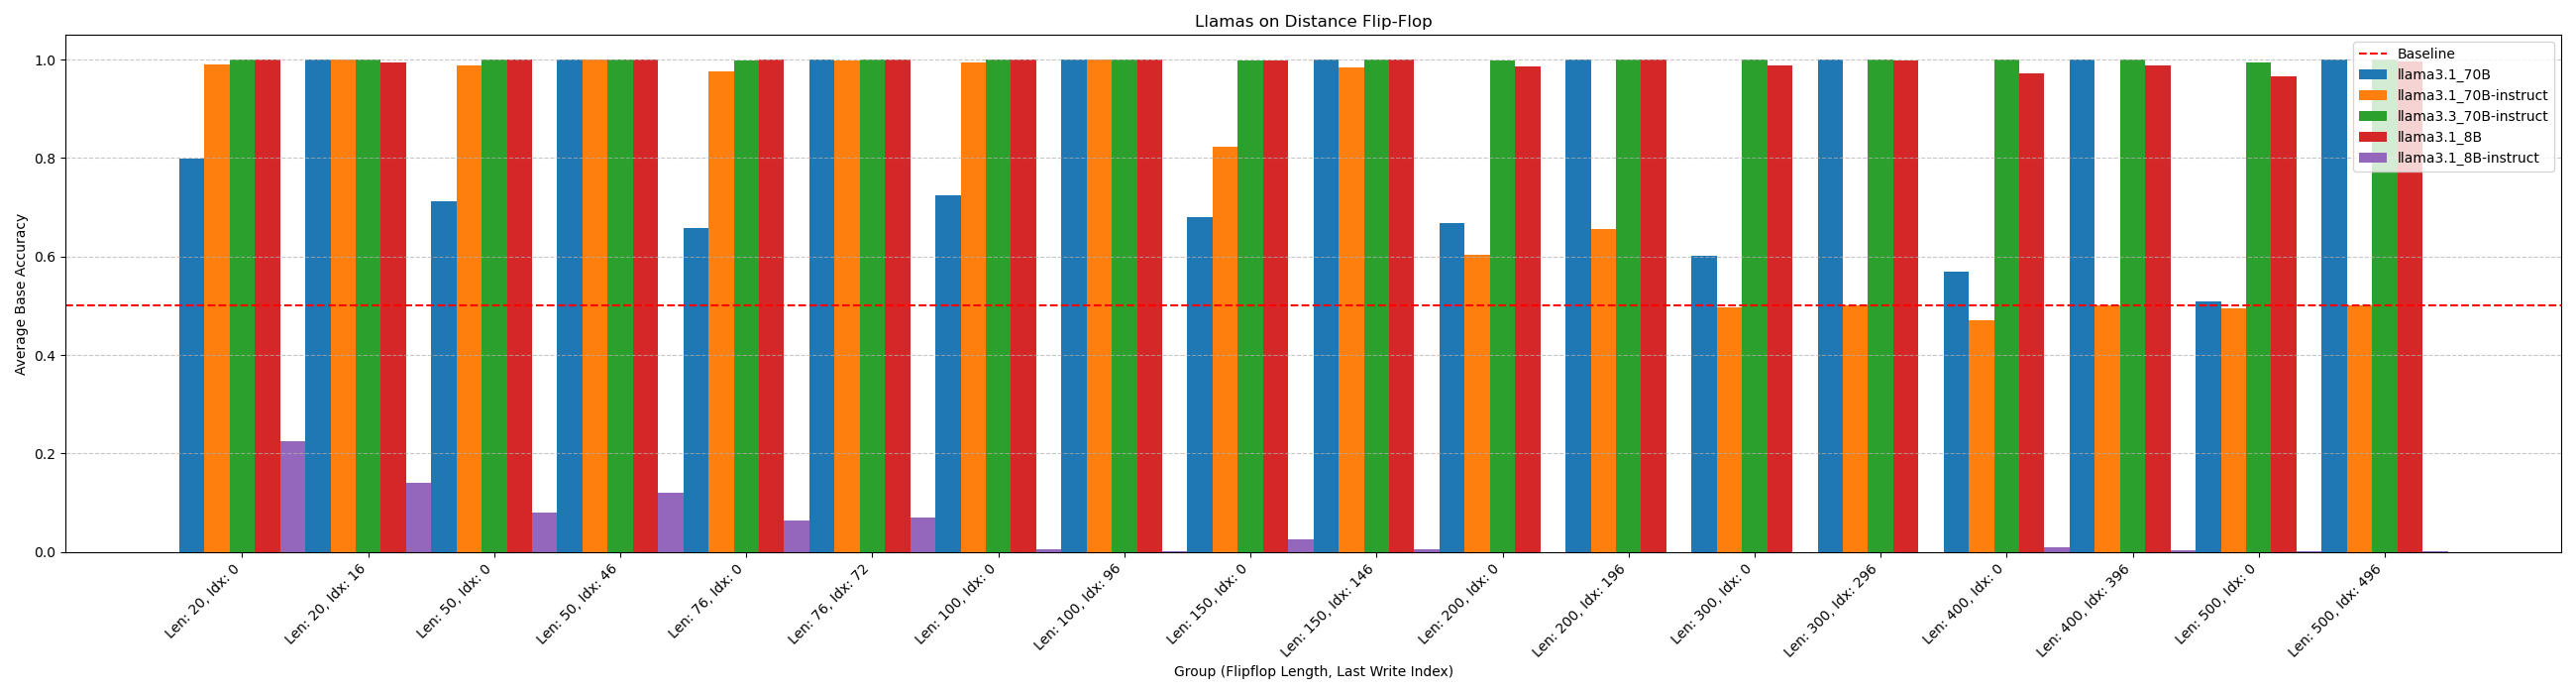 Llamas on Distance Flip-Flop
Average Base Accuracy
1.0
0.8
0.6
0.4
0.2
0.0
Baseline
llama3.1_70B
llama3.1_70B-instruct
llama3.3_70B-instruct
llama3.1_8B
llama3.1_8B-instruct
Len: 20, Idx: 0
Len: 20, Idx: 16
Len: 50, Idx: 0
Len: 50, Idx: 46
Len: 76, Idx: 0
Len: 76, Idx: 72
Len: 100, Idx: 0
Len: 100, Idx: 96
Len: 150, Idx: 0
Len: 150, Idx: 146
Len: 200, Idx: 0
Len: 200, Idx: 196
Len: 300, Idx: 0
Len: 300, Idx: 296
Len: 400, Idx: 0
Len: 400, Idx: 396
Len: 500, Idx: 0
Len: 500, Idx: 496
Group (Flipflop Length, Last Write Index)